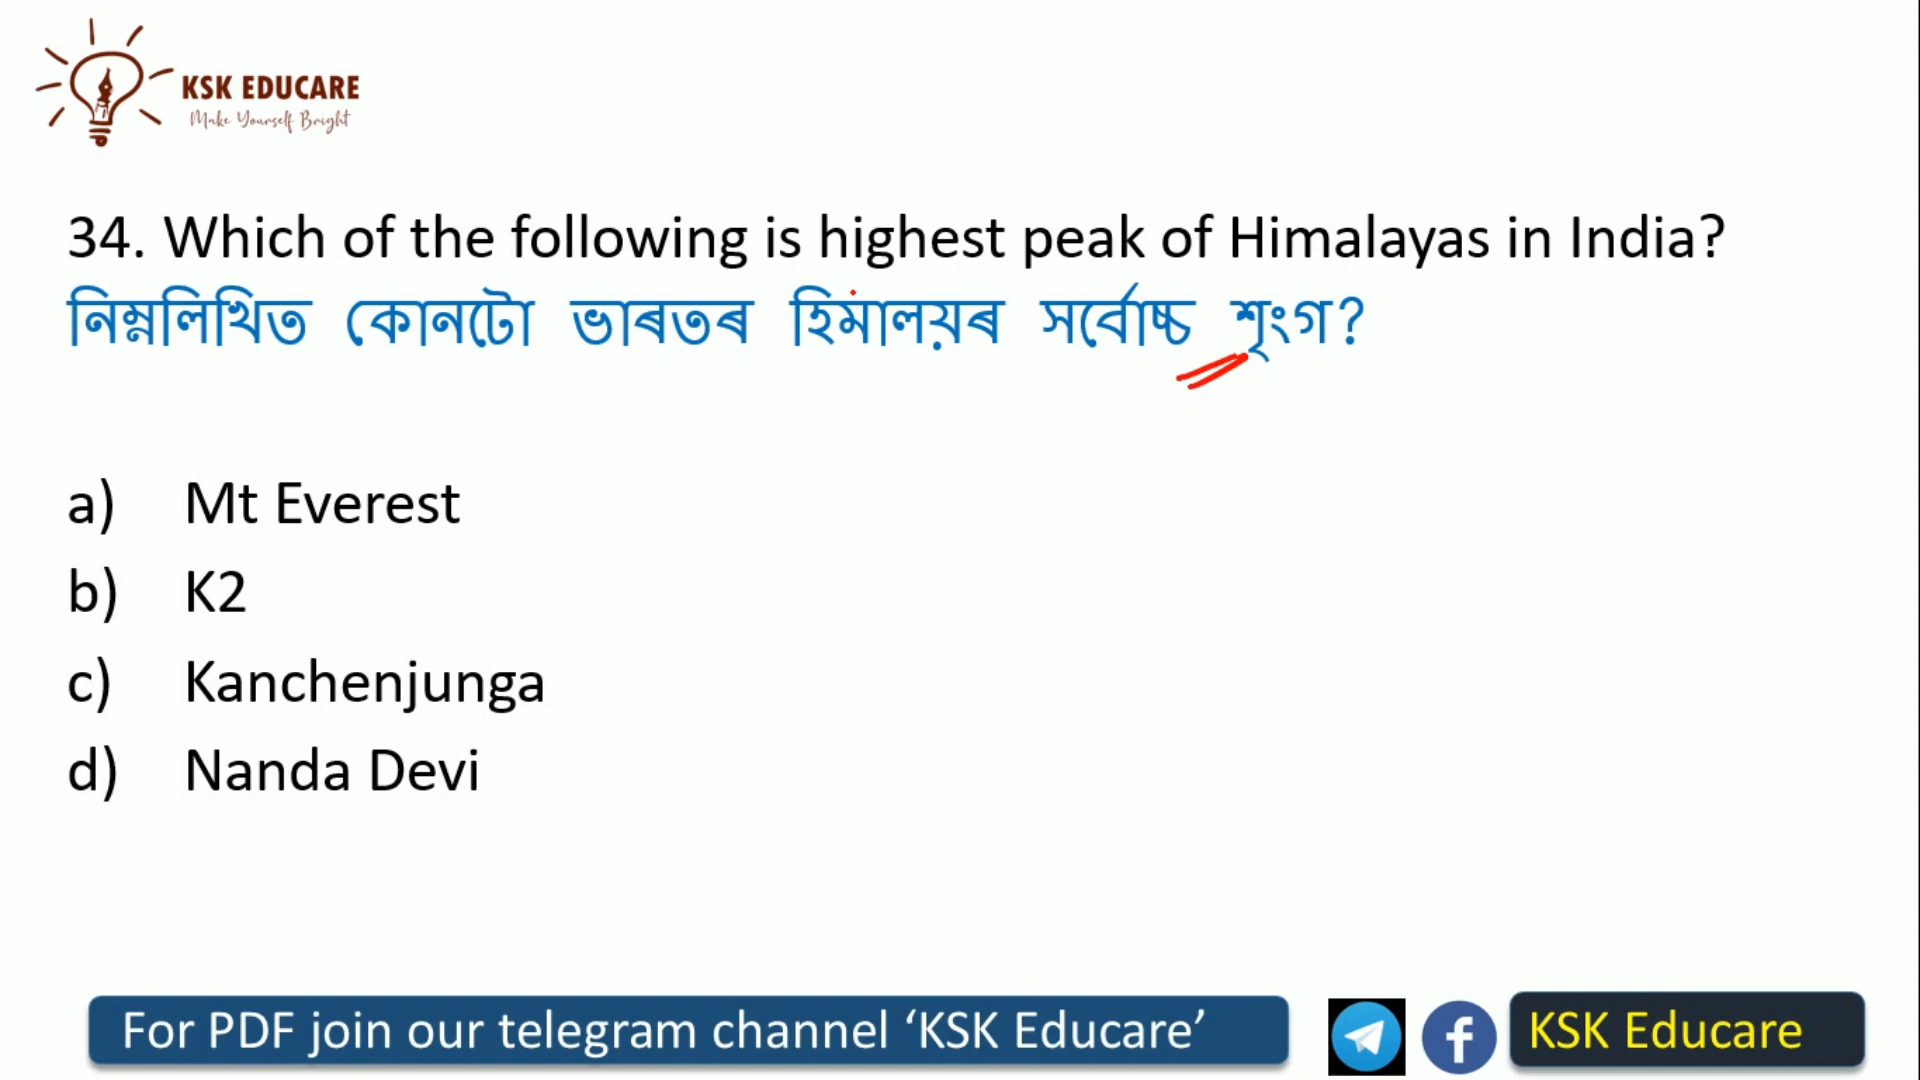 KSK EDUCARE
Make Yourself Bright
34. Which of the following is highest peak of Himalayas in India?
নিম্নলিখিত কোনটো ভাৰতৰ হিমালয়ৰ সৰ্বোচ্চ শৃংগ?
a) Mt Everest
b) K2
c) Kanchenjunga
d) Nanda Devi
For PDF join our telegram channel ‘KSK Educare’
KSK Educare